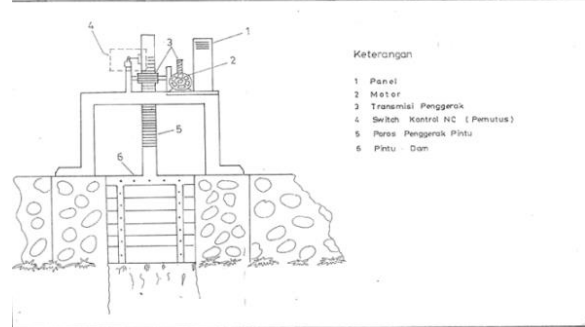 4
3
1
2
5
6
Keterangan
1 Panel
2 Motor
3 Transmisi Penggerak
4 Switch Kontrol NC ( Pemutus )
5 Poros Penggerak Pintu
6 Pintu Dam